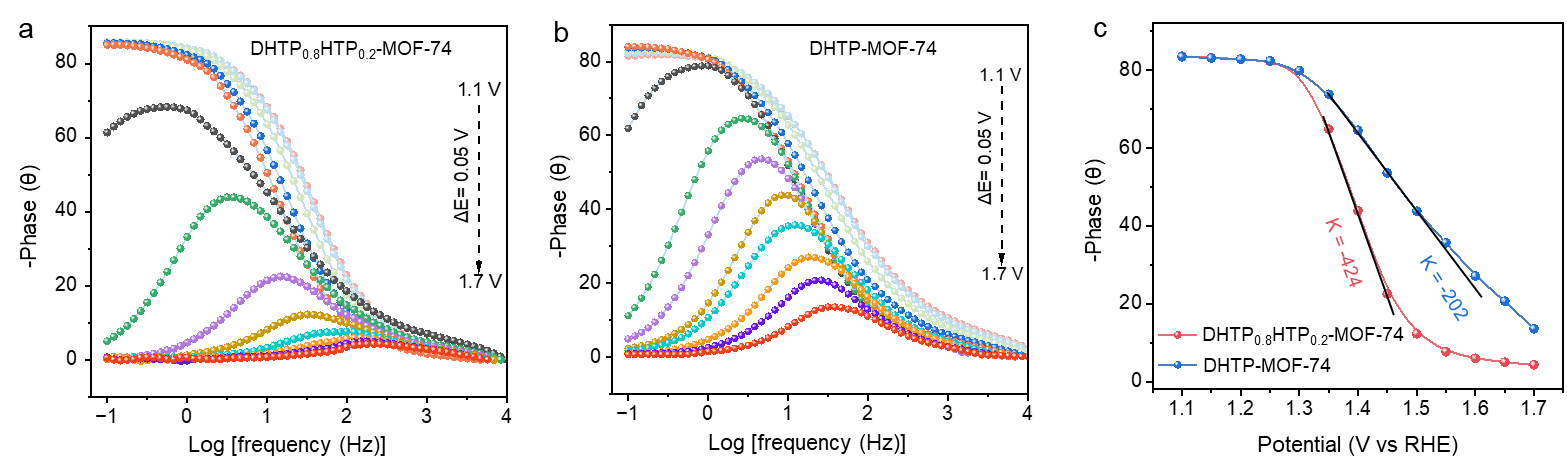 a
DHTP0.8HTP0.2-MOF-74
1.1 V
ΔE= 0.05 V
1.7 V
-Phase (θ)
80
60
40
20
0
−1 0 1 2 3 4
Log [frequency (Hz)]
b
DHTP-MOF-74
1.1 V
ΔE= 0.05 V
1.7 V
-Phase (θ)
80
60
40
20
0
−1 0 1 2 3 4
Log [frequency (Hz)]
c
-Phase (θ)
80
60
40
20
0
K = -424
K = -202
DHTP0.8HTP0.2-MOF-74
DHTP-MOF-74
1.1 1.2 1.3 1.4 1.5 1.6 1.7
Potential (V vs RHE)